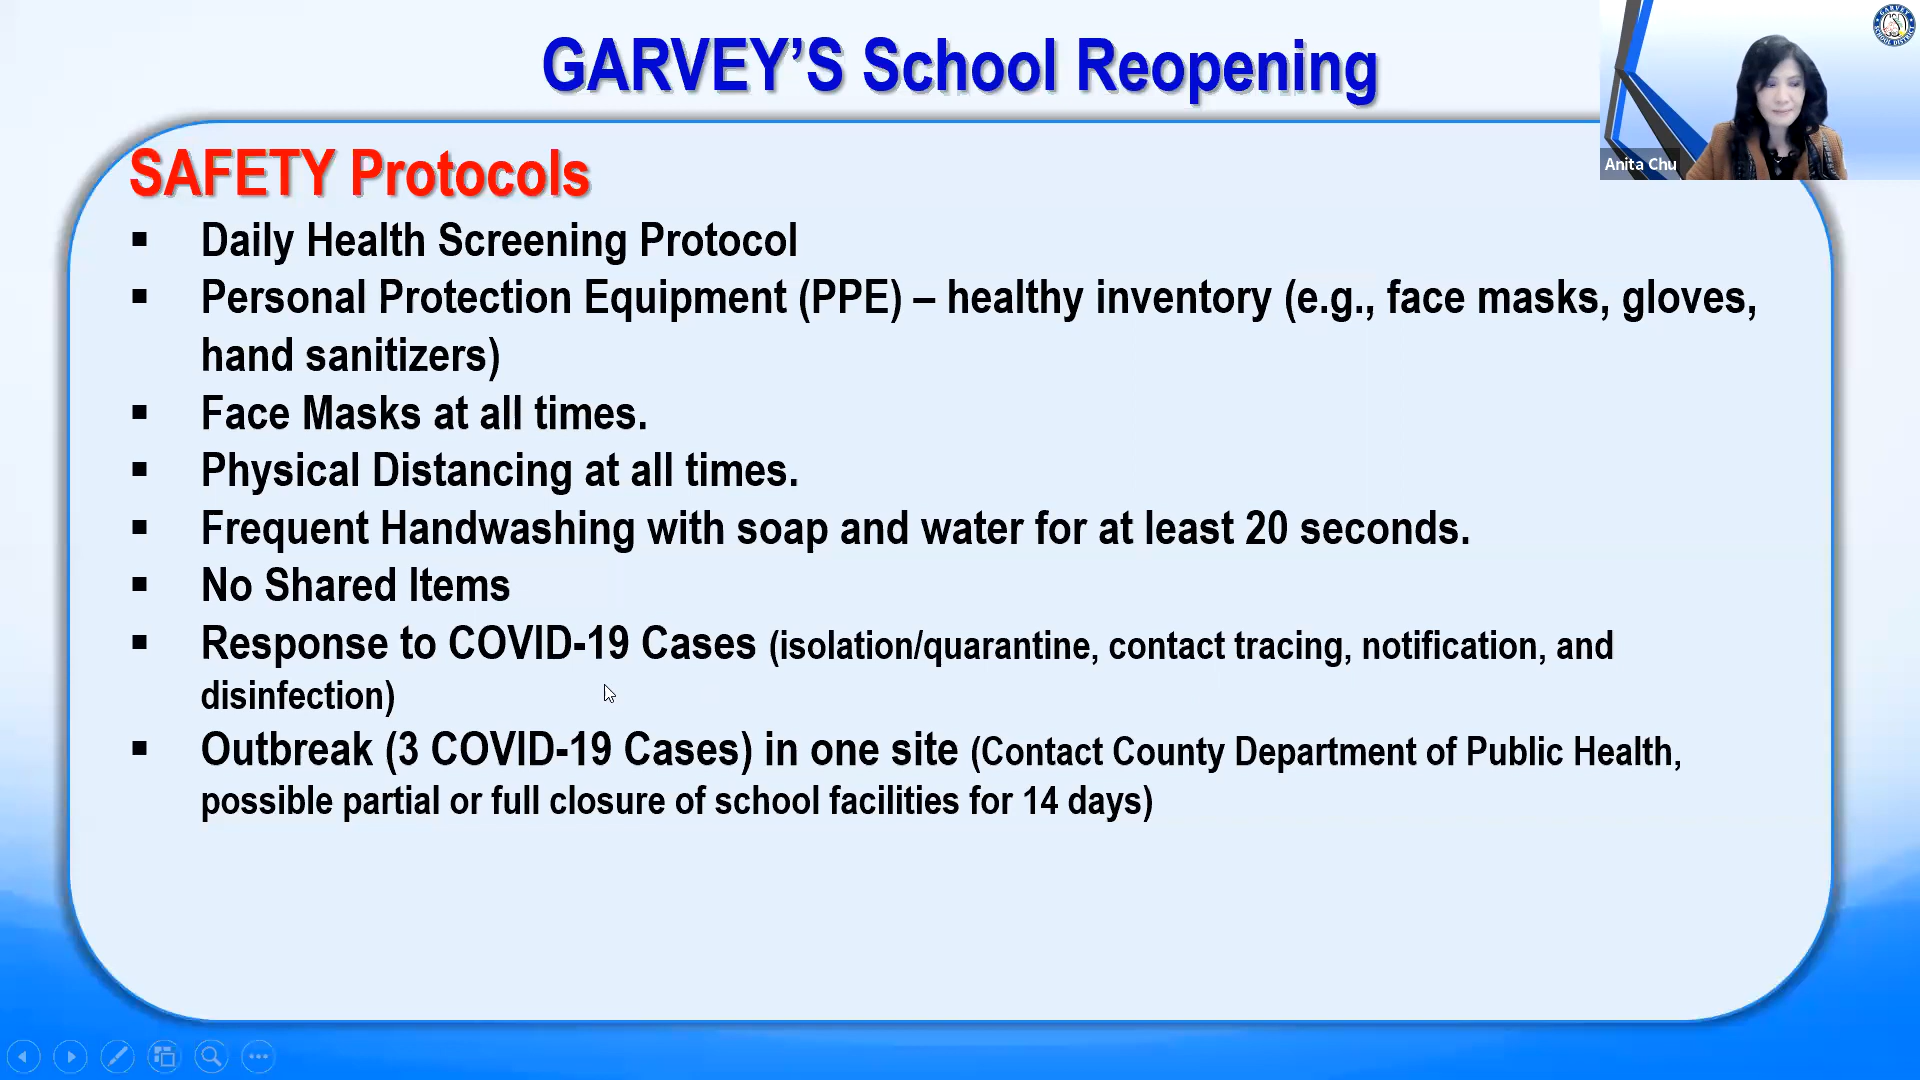 GARVEY’S School Reopening
SAFETY Protocols
▪ Daily Health Screening Protocol
▪ Personal Protection Equipment (PPE) – healthy inventory (e.g., face masks, gloves,
hand sanitizers)
▪ Face Masks at all times.
▪ Physical Distancing at all times.
▪ Frequent Handwashing with soap and water for at least 20 seconds.
▪ No Shared Items
▪ Response to COVID-19 Cases (isolation/quarantine, contact tracing, notification, and
disinfection)
▪ Outbreak (3 COVID-19 Cases) in one site (Contact County Department of Public Health,
possible partial or full closure of school facilities for 14 days)
Anita Chu
GARVEY
SCHOOL DISTRICT